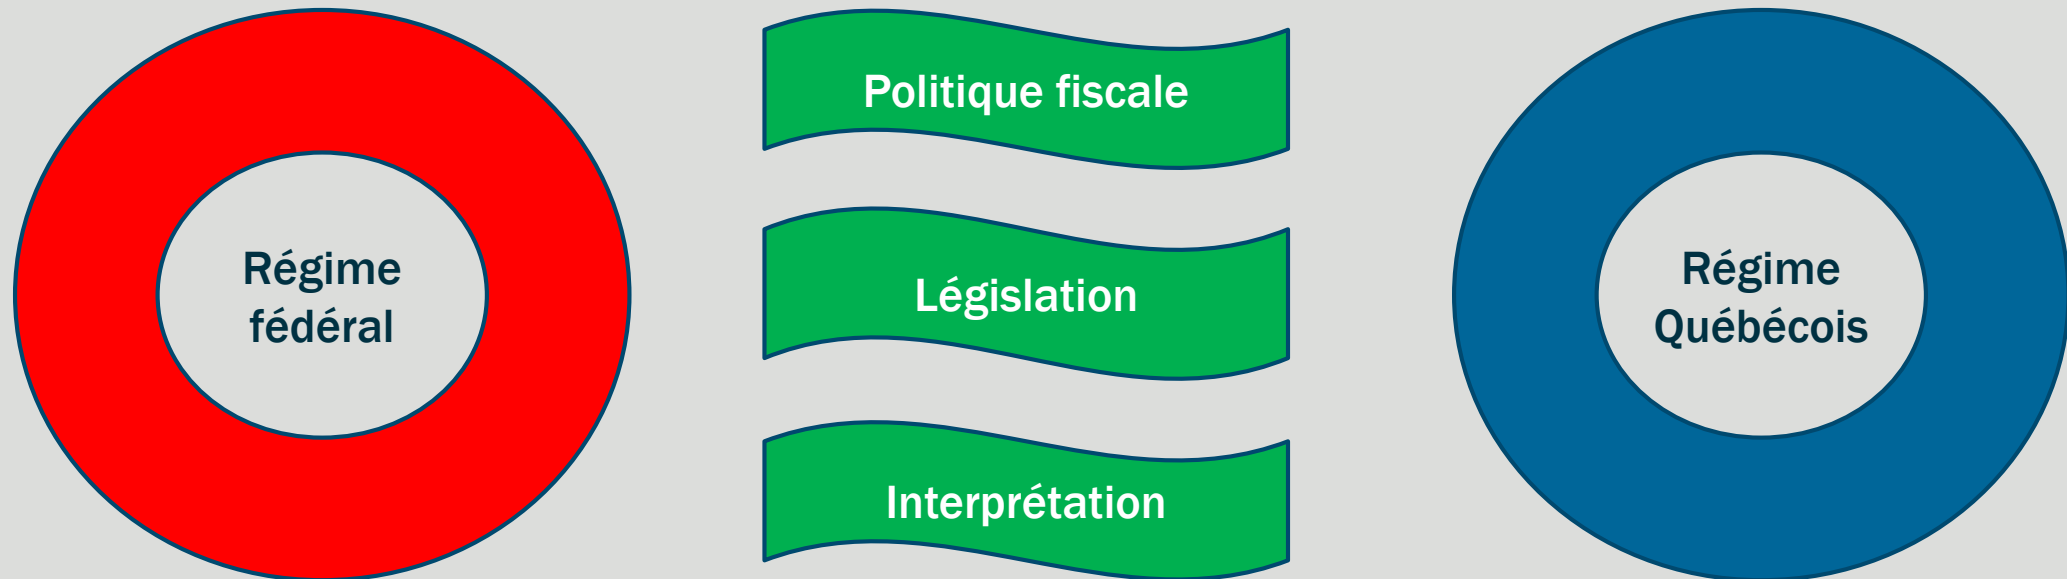 Régime
fédéral
Politique fiscale
Législation
Interprétation
Régime
Québécois